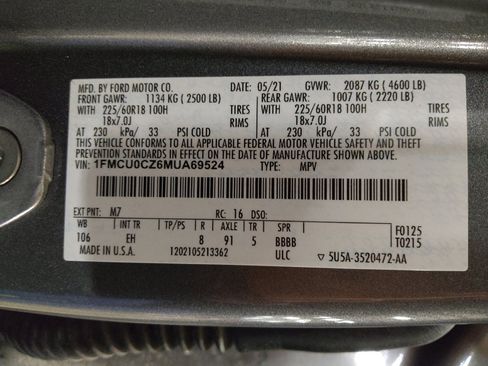 MFD. BY FORD MOTOR CO. DATE: 05/21 GVWR: 2087 KG (4600 LB)
FRONT GAWR: 1134 KG (2500 LB) REAR GAWR: 1007 KG (2220 LB)
WITH 225/60R18 100H TIRES WITH 225/60R18 100H TIRES
18x7.0J RIMS 18x7.0J RIMS
AT 230 kPa/ 33 PSI COLD AT 230 kPa/ 33 PSI COLD
THIS VEHICLE CONFORMS TO ALL APPLICABLE FEDERAL MOTOR VEHICLE
SAFETY AND THEFT PREVENTION STANDARDS IN EFFECT ON THE DATE OF MANUFACTURE SHOWN ABOVE.
VIN: 1FMCU0CZ6MUA69524 TYPE: MPV
EXT PNT: M7 RC: 16 DSO: F0125
WB INT TR TP/PS R AXLE TR SPR T0215
106 EH 8 91 5 BBBB
MADE IN U.S.A. 1202105213362 ULC ▽ 5U5A-3520472-AA